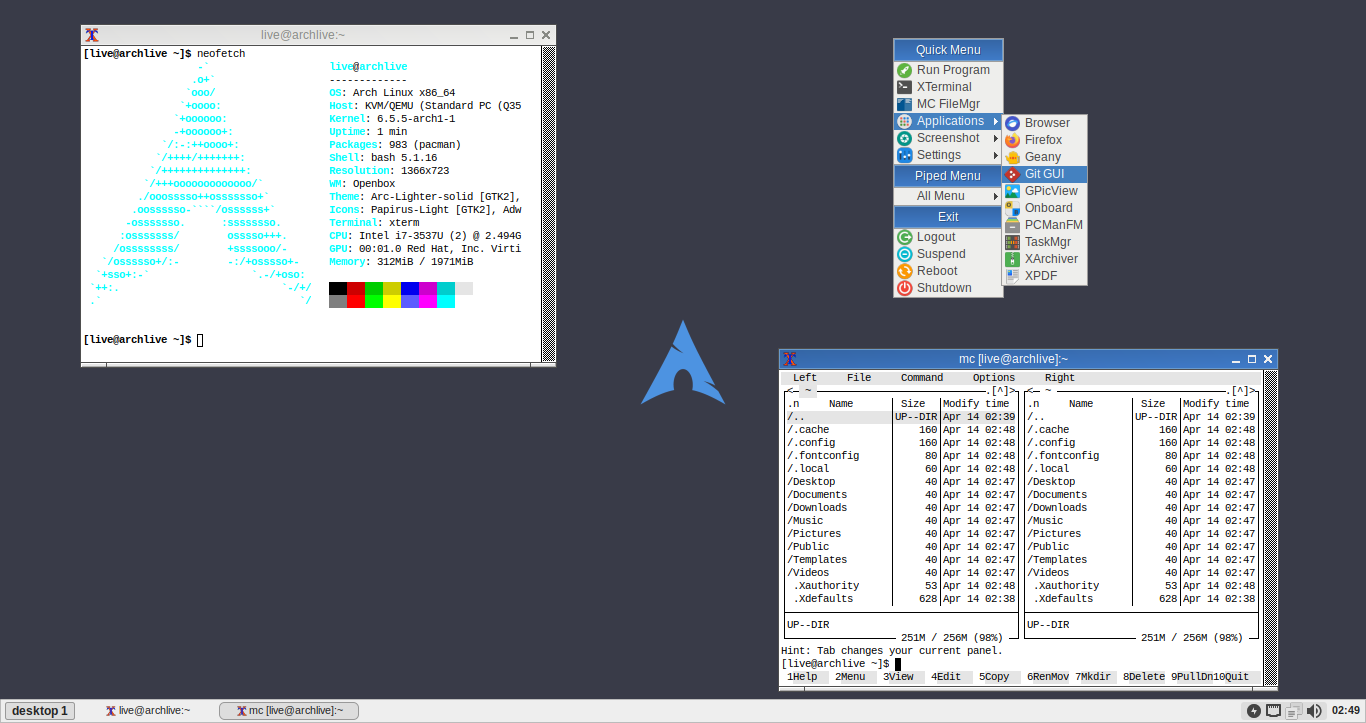 live@archlive:~
[live@archlive ~]$ neofetch
live@archlive
-------------
OS: Arch Linux x86_64
Host: KVM/QEMU (Standard PC (Q35
Kernel: 6.5.5-arch1-1
Uptime: 1 min
Packages: 983 (pacman)
Shell: bash 5.1.16
Resolution: 1366x723
WM: Openbox
Theme: Arc-Lighter-solid [GTK2],
Icons: Papirus-Light [GTK2], Adw
Terminal: xterm
CPU: Intel i7-3537U (2) @ 2.494G
GPU: 00:01.0 Red Hat, Inc. Virti
Memory: 312MiB / 1971MiB
[live@archlive ~]$
Quick Menu
Run Program
XTerminal
MC FileMgr
Applications
Screenshot
Settings
Piped Menu
All Menu
Exit
Logout
Suspend
Reboot
Shutdown
Browser
Firefox
Geany
Git GUI
GPicView
Onboard
PCManFM
TaskMgr
XArchiver
XPDF
mc [live@archlive]:~
Left File Command Options Right
<- ~ .[^]> <- ~ .[^]>
.n Name Size Modify time .n Name Size Modify time
/.. UP--DIR Apr 14 02:39 /.. UP--DIR Apr 14 02:39
/.cache 160 Apr 14 02:48 /.cache 160 Apr 14 02:48
/.config 160 Apr 14 02:48 /.config 160 Apr 14 02:48
/.fontconfig 80 Apr 14 02:48 /.fontconfig 80 Apr 14 02:48
/.local 60 Apr 14 02:48 /.local 60 Apr 14 02:48
/Desktop 40 Apr 14 02:47 /Desktop 40 Apr 14 02:47
/Documents 40 Apr 14 02:47 /Documents 40 Apr 14 02:47
/Downloads 40 Apr 14 02:47 /Downloads 40 Apr 14 02:47
/Music 40 Apr 14 02:47 /Music 40 Apr 14 02:47
/Pictures 40 Apr 14 02:47 /Pictures 40 Apr 14 02:47
/Public 40 Apr 14 02:47 /Public 40 Apr 14 02:47
/Templates 40 Apr 14 02:47 /Templates 40 Apr 14 02:47
/Videos 40 Apr 14 02:47 /Videos 40 Apr 14 02:47
.Xauthority 53 Apr 14 02:48 .Xauthority 53 Apr 14 02:48
.Xdefaults 628 Apr 14 02:38 .Xdefaults 628 Apr 14 02:38
UP--DIR UP--DIR
251M / 256M (98%) 251M / 256M (98%)
Hint: Tab changes your current panel.
[live@archlive ~]$
1Help 2Menu 3View 4Edit 5Copy 6RenMov 7Mkdir 8Delete 9PullDn10Quit
desktop 1 live@archlive:~ mc [live@archlive]:~ 02:49